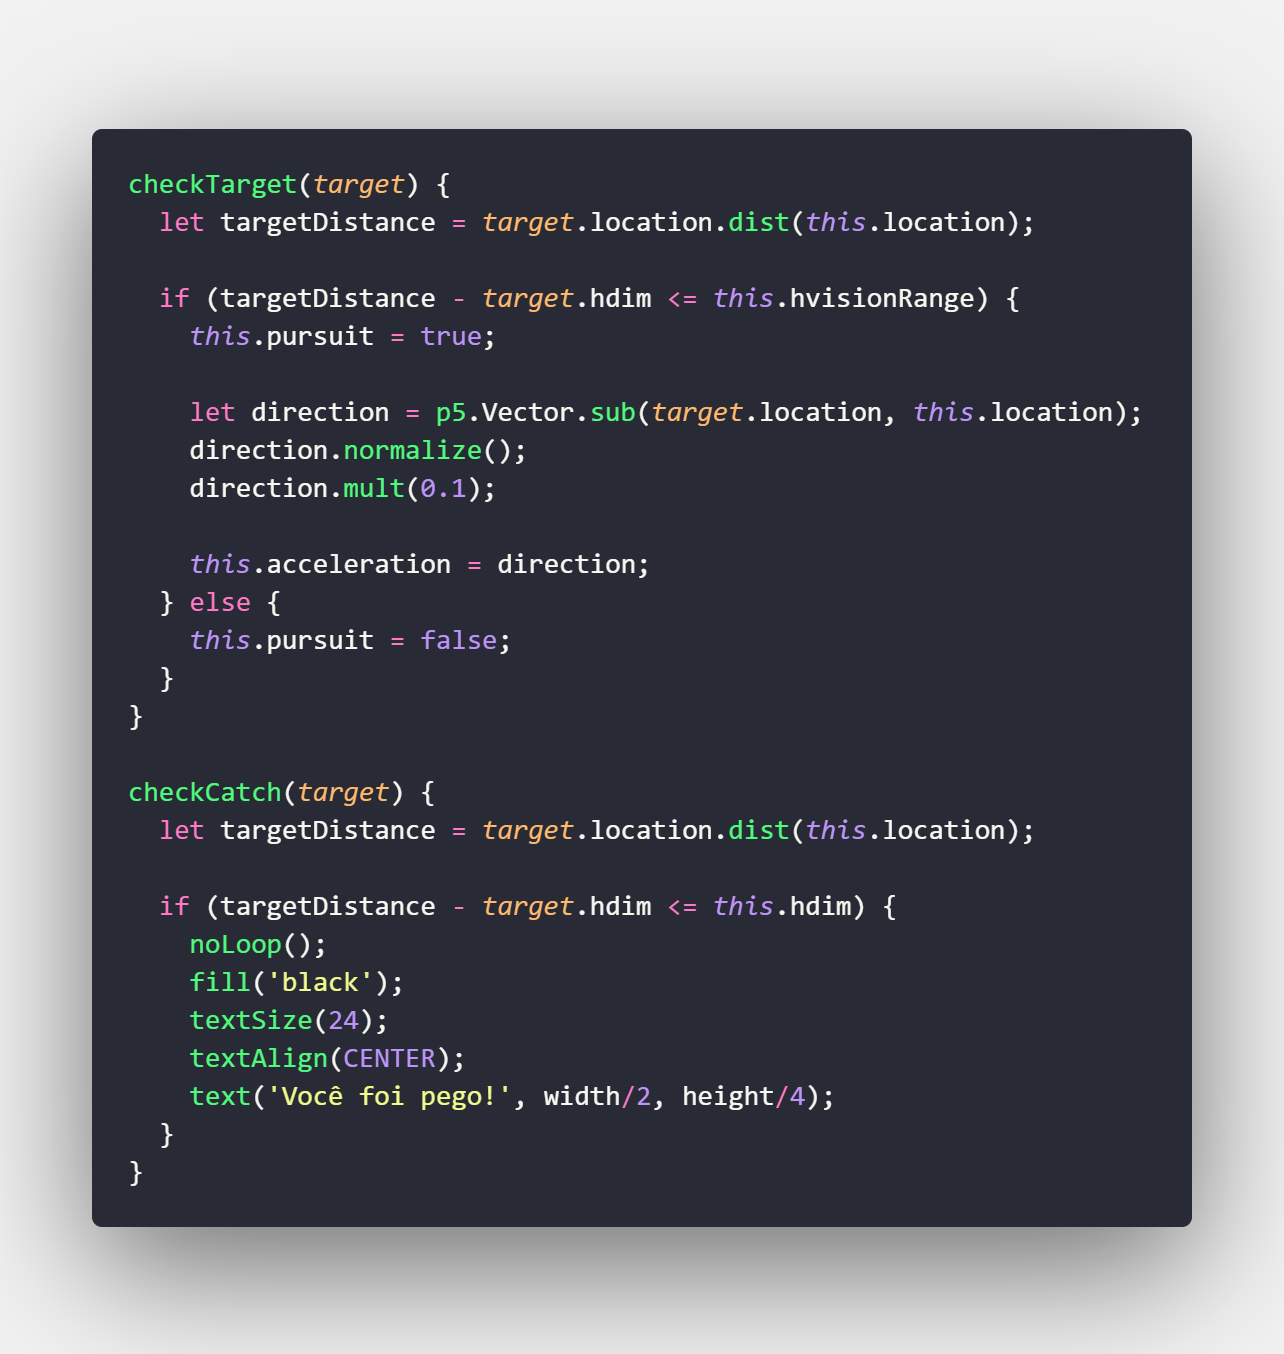 checkTarget(target) {
  let targetDistance = target.location.dist(this.location);

  if (targetDistance - target.hdim <= this.hvisionRange) {
    this.pursuit = true;

    let direction = p5.Vector.sub(target.location, this.location);
    direction.normalize();
    direction.mult(0.1);

    this.acceleration = direction;
  } else {
    this.pursuit = false;
  }
}

checkCatch(target) {
  let targetDistance = target.location.dist(this.location);

  if (targetDistance - target.hdim <= this.hdim) {
    noLoop();
    fill('black');
    textSize(24);
    textAlign(CENTER);
    text('Você foi pego!', width/2, height/4);
  }
}